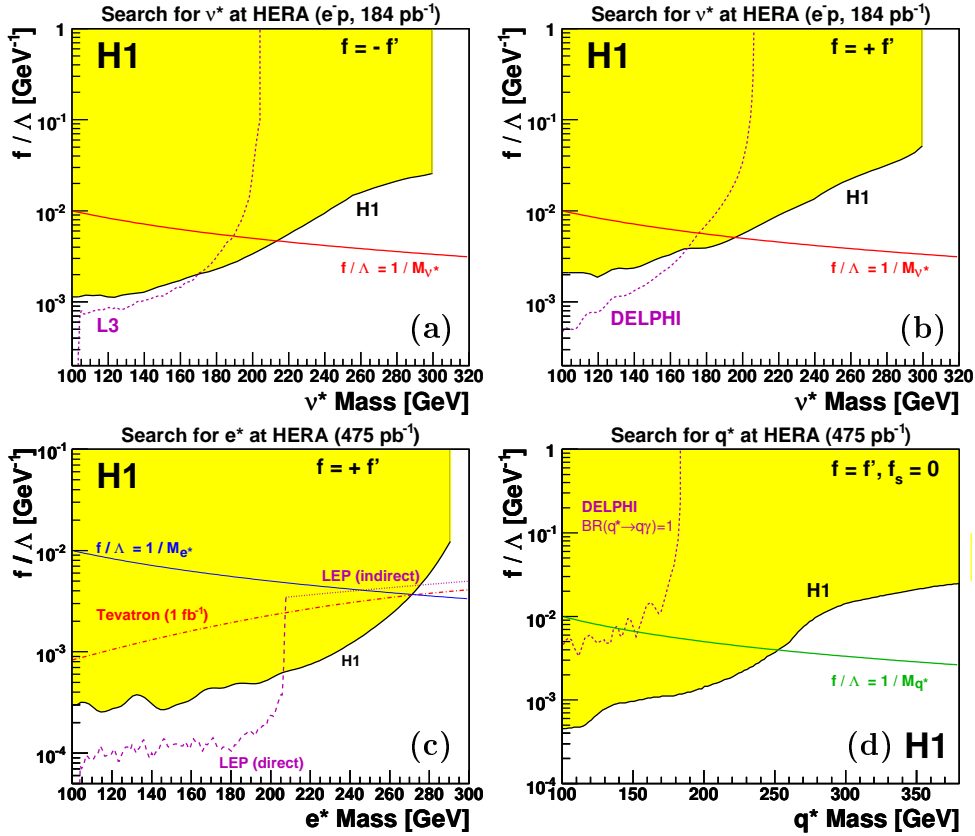 Search for ν* at HERA (e⁻p, 184 pb⁻¹)
f / Λ [GeV⁻¹]
1
10⁻¹
10⁻²
10⁻³
H1
f = - f'
H1
f / Λ = 1 / M_ν*
L3
(a)
100 120 140 160 180 200 220 240 260 280 300 320
ν* Mass [GeV]
Search for ν* at HERA (e⁻p, 184 pb⁻¹)
f / Λ [GeV⁻¹]
1
10⁻¹
10⁻²
10⁻³
H1
f = + f'
H1
f / Λ = 1 / M_ν*
DELPHI
(b)
100 120 140 160 180 200 220 240 260 280 300 320
ν* Mass [GeV]
Search for e* at HERA (475 pb⁻¹)
f / Λ [GeV⁻¹]
10⁻¹
10⁻²
10⁻³
10⁻⁴
H1
f = + f'
f / Λ = 1 / M_e*
LEP (indirect)
Tevatron (1 fb⁻¹)
H1
LEP (direct)
(c)
100 120 140 160 180 200 220 240 260 280 300
e* Mass [GeV]
Search for q* at HERA (475 pb⁻¹)
f / Λ [GeV⁻¹]
1
10⁻¹
10⁻²
10⁻³
10⁻⁴
f = f', f_s = 0
DELPHI
BR(q*→qγ)=1
H1
f / Λ = 1 / M_q*
(d) H1
100 150 200 250 300 350
q* Mass [GeV]